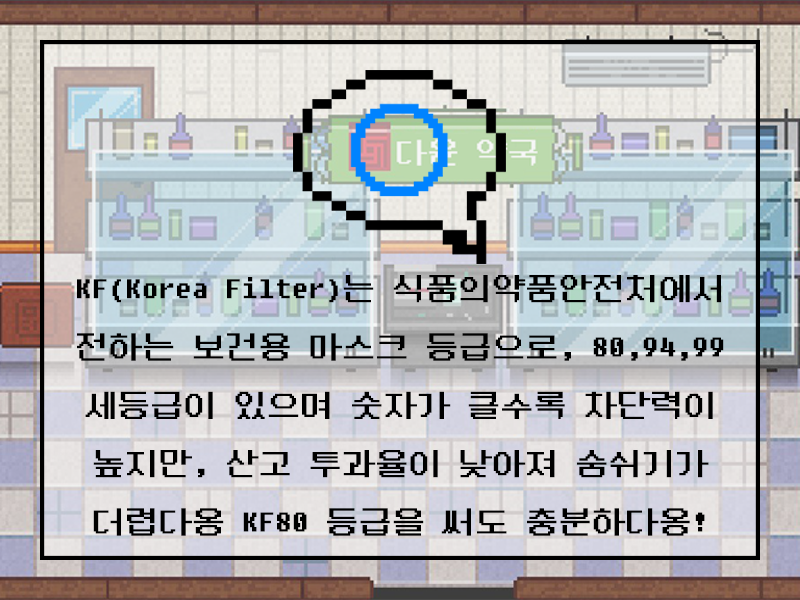 다운 약국
KF(Korea Filter)는 식품의약품안전처에서
전하는 보건용 마스크 등급으로, 80,94,99
세등급이 있으며 숫자가 클수록 차단력이
높지만, 산고 투과율이 낮아져 숨쉬기가
더렵다옹 KF80 등급을 써도 충분하다옹!